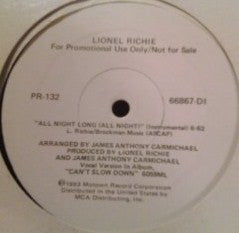 LIONEL RICHIE
For Promotional Use Only/Not for Sale
PR-132 66867-D1
"ALL NIGHT LONG (ALL NIGHT)" (Instrumental) 6:62
L. Richie/Brockman Music (ASCAP)
ARRANGED BY JAMES ANTHONY CARMICHAEL
PRODUCED BY LIONEL RICHIE
AND JAMES ANTHONY CARMICHAEL
Vocal Version In Album,
"CAN'T SLOW DOWN" 6059ML
℗1983 Motown Record Corporation
Distributed in the United States by
MCA Distributing, Inc.